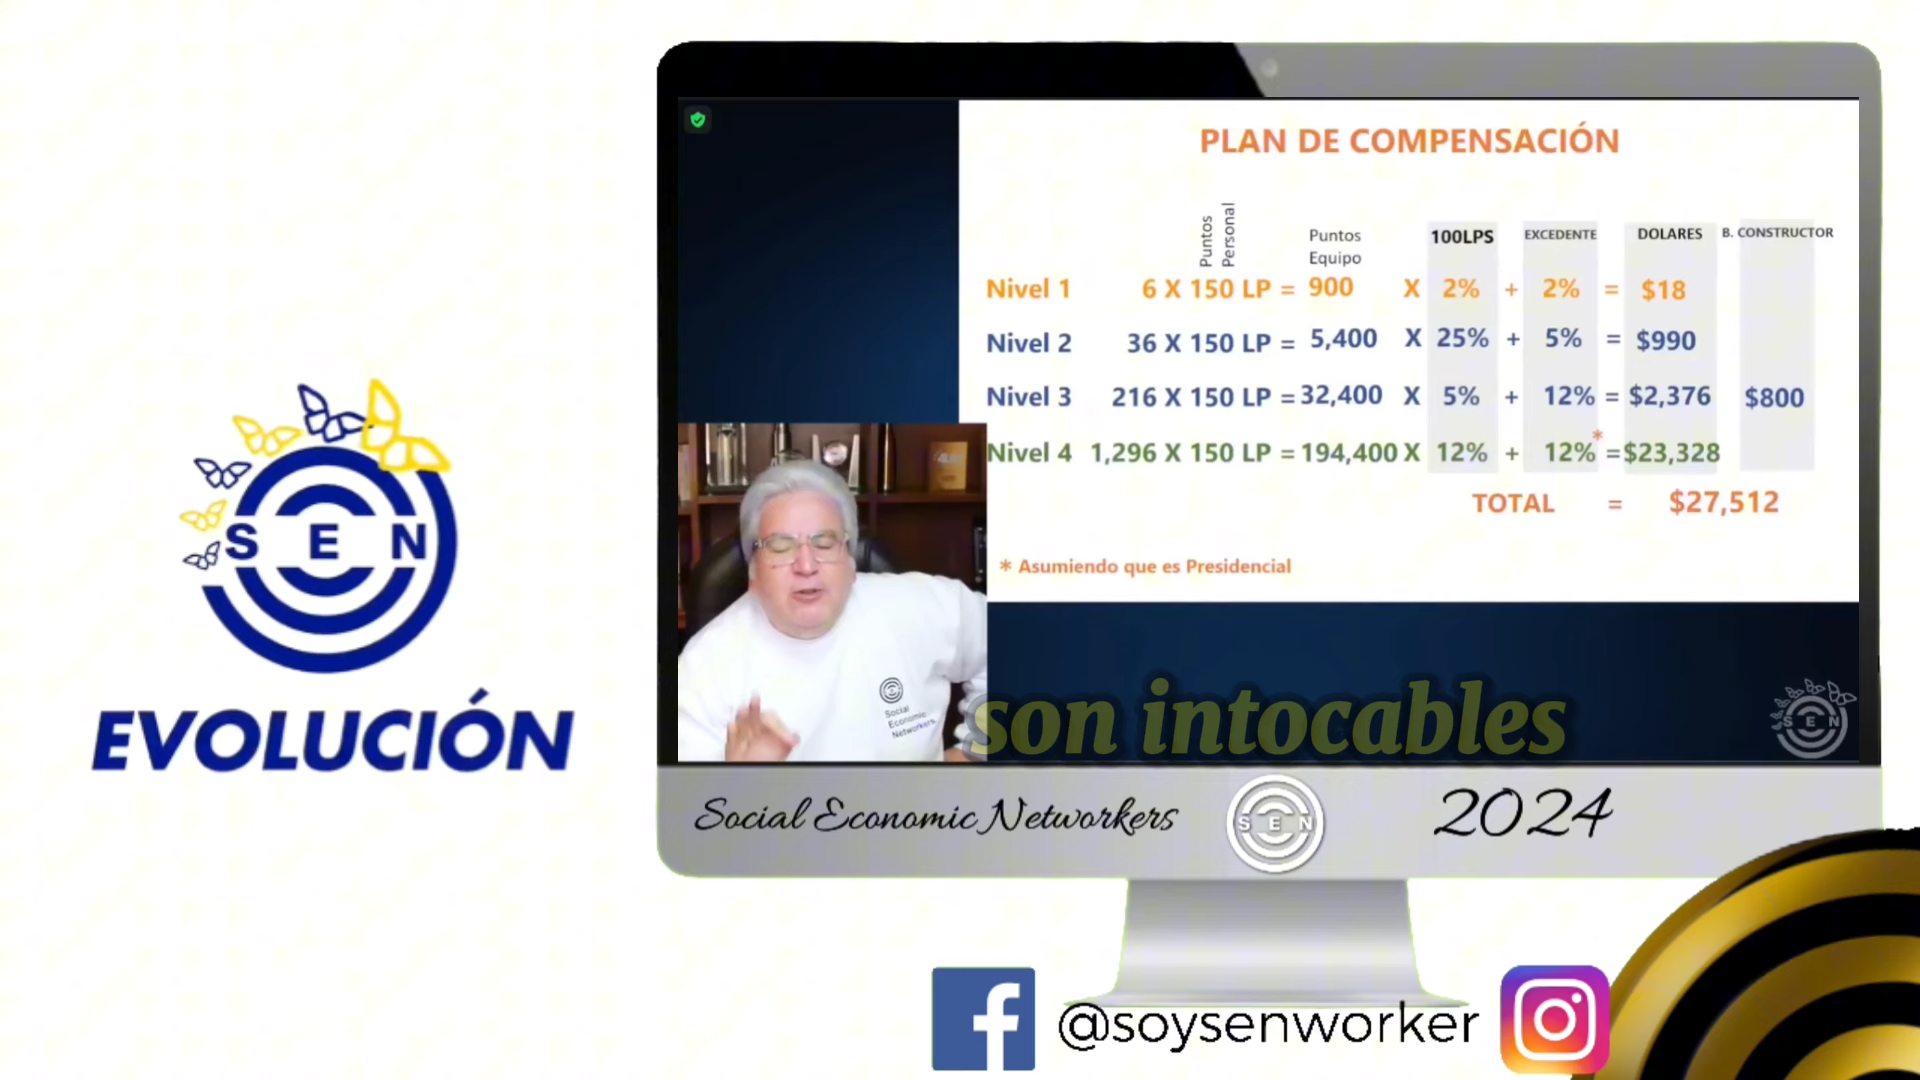 PLAN DE COMPENSACIÓN
Puntos
Personal
Puntos
Equipo
100LPS
EXCEDENTE
DOLARES
B. CONSTRUCTOR
Nivel 1 6 X 150 LP = 900 X 2% + 2% = $18
Nivel 2 36 X 150 LP = 5,400 X 25% + 5% = $990
Nivel 3 216 X 150 LP = 32,400 X 5% + 12% = $2,376 $800
Nivel 4 1,296 X 150 LP = 194,400 X 12% + 12%* = $23,328
TOTAL = $27,512
* Asumiendo que es Presidencial
S E N
EVOLUCIÓN
Social
Economic
Networkers
son intocables
S E N
Social Economic Networkers
S E N
2024
@soysenworker